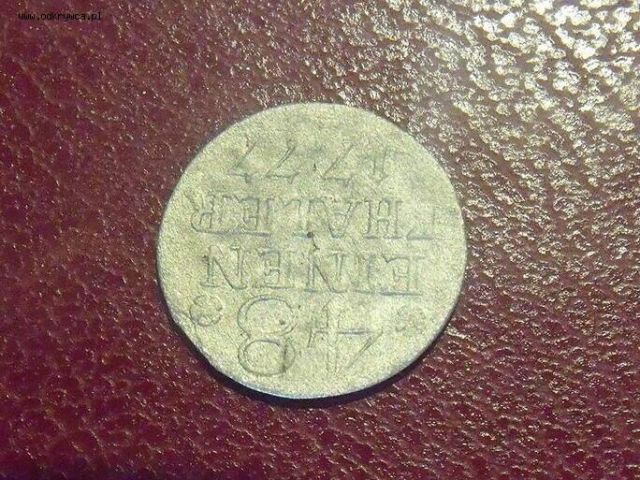 www.odkrywca.pl
48
EINEN
THALER
1777